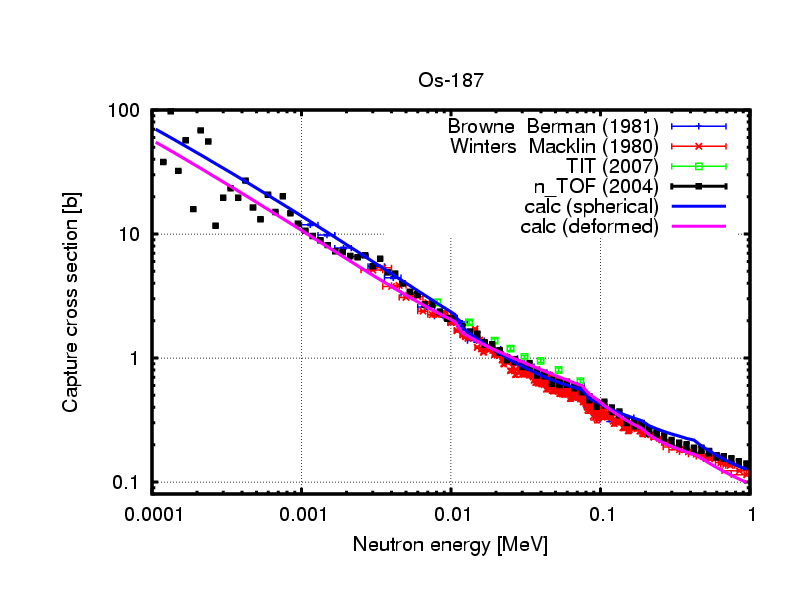 Os-187
100
10
1
0.1
Capture cross section [b]
Browne  Berman (1981)
Winters  Macklin (1980)
TIT (2007)
n_TOF (2004)
calc (spherical)
calc (deformed)
0.0001
0.001
0.01
0.1
1
Neutron energy [MeV]